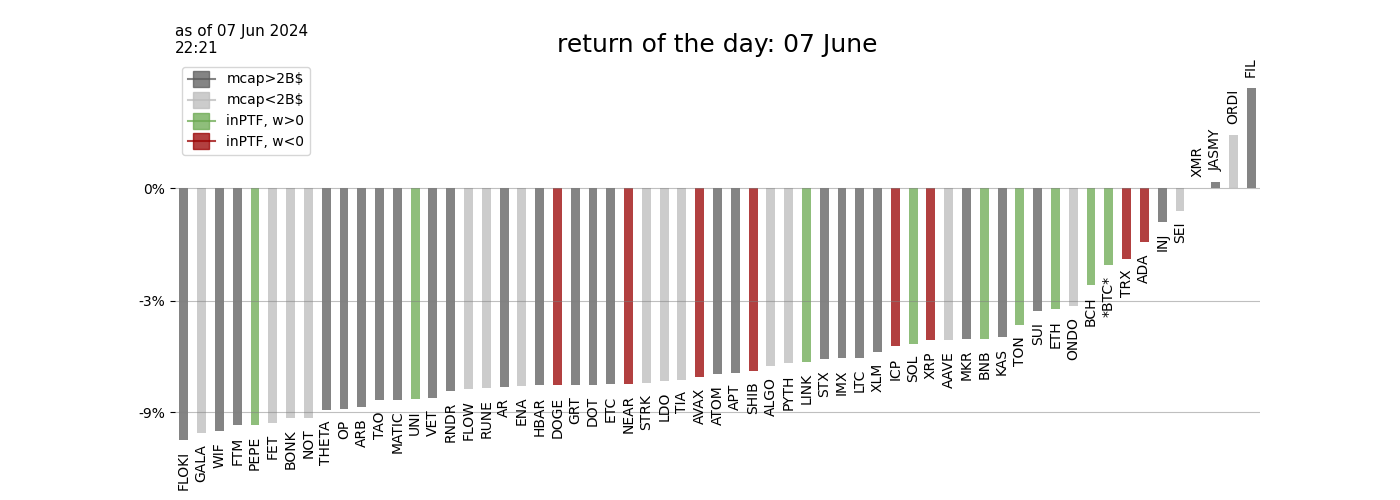 as of 07 Jun 2024
22:21
return of the day: 07 June
mcap>2B$
mcap<2B$
inPTF, w>0
inPTF, w<0
0%
-3%
-9%
FLOKI
GALA
WIF
FTM
PEPE
FET
BONK
NOT
THETA
OP
ARB
TAO
MATIC
UNI
VET
RNDR
FLOW
RUNE
AR
ENA
HBAR
DOGE
GRT
DOT
ETC
NEAR
STRK
LDO
TIA
AVAX
ATOM
APT
SHIB
ALGO
PYTH
LINK
STX
IMX
LTC
XLM
ICP
SOL
XRP
AAVE
MKR
BNB
KAS
TON
SUI
ETH
ONDO
BCH
*BTC*
TRX
ADA
INJ
SEI
XMR
JASMY
ORDI
FIL